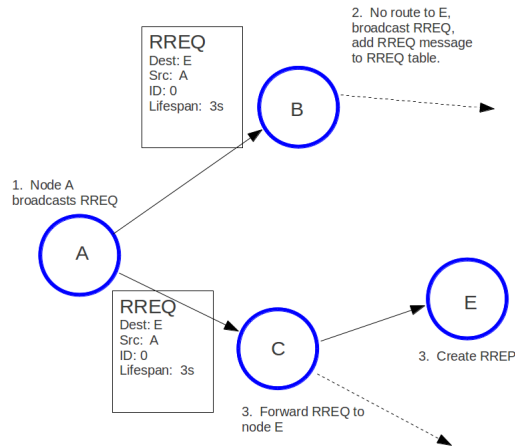 RREQ
Dest: E
Src: A
ID: 0
Lifespan: 3s
2. No route to E,
broadcast RREQ,
add RREQ message
to RREQ table.
B
1. Node A
broadcasts RREQ
A
RREQ
Dest: E
Src: A
ID: 0
Lifespan: 3s
C
E
3. Create RREP
3. Forward RREQ to
node E